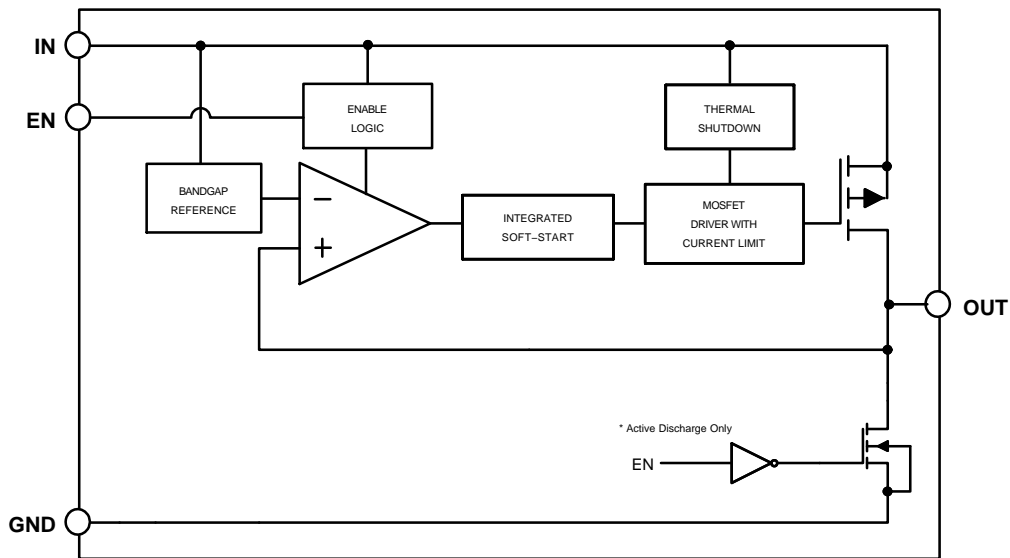 IN
EN
ENABLE
LOGIC
THERMAL
SHUTDOWN
BANDGAP
REFERENCE
−
+
INTEGRATED
SOFT−START
MOSFET
DRIVER WITH
CURRENT LIMIT
OUT
* Active Discharge Only
EN
GND